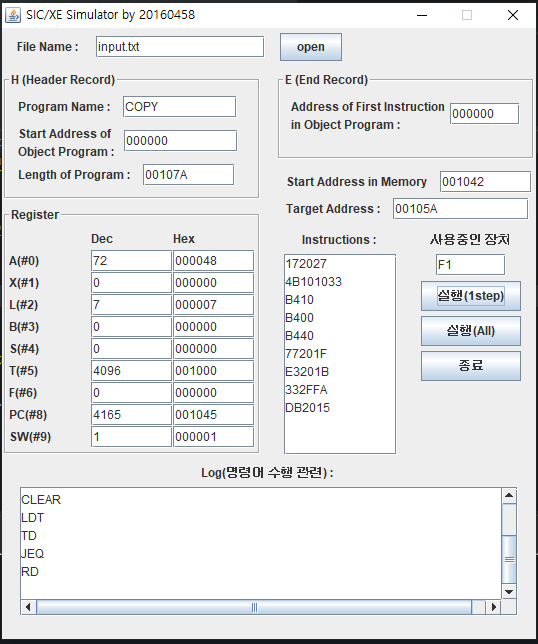 SIC/XE Simulator by 20160458
File Name :
input.txt
open
H (Header Record)
Program Name :
COPY
Start Address of
Object Program :
000000
Length of Program :
00107A
E (End Record)
Address of First Instruction
in Object Program :
000000
Start Address in Memory
001042
Target Address :
00105A
Register
Dec Hex
A(#0) 72 000048
X(#1) 0 000000
L(#2) 7 000007
B(#3) 0 000000
S(#4) 0 000000
T(#5) 4096 001000
F(#6) 0 000000
PC(#8) 4165 001045
SW(#9) 1 000001
Instructions :
172027
4B101033
B410
B400
B440
77201F
E3201B
332FFA
DB2015
사용중인 장치
F1
실행(1step)
실행(All)
종료
Log(명령어 수행 관련) :
CLEAR
LDT
TD
JEQ
RD